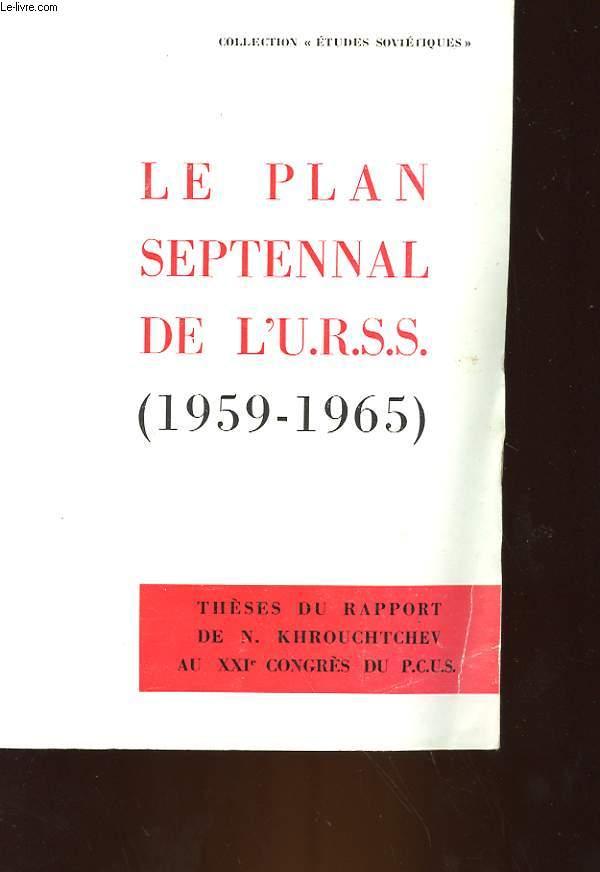 Le-livre.com
COLLECTION « ÉTUDES SOVIÉTIQUES »
LE PLAN
SEPTENNAL
DE L'U.R.S.S.
(1959-1965)
THÈSES DU RAPPORT
DE N. KHROUCHTCHEV
AU XXIe CONGRÈS DU P.C.U.S.